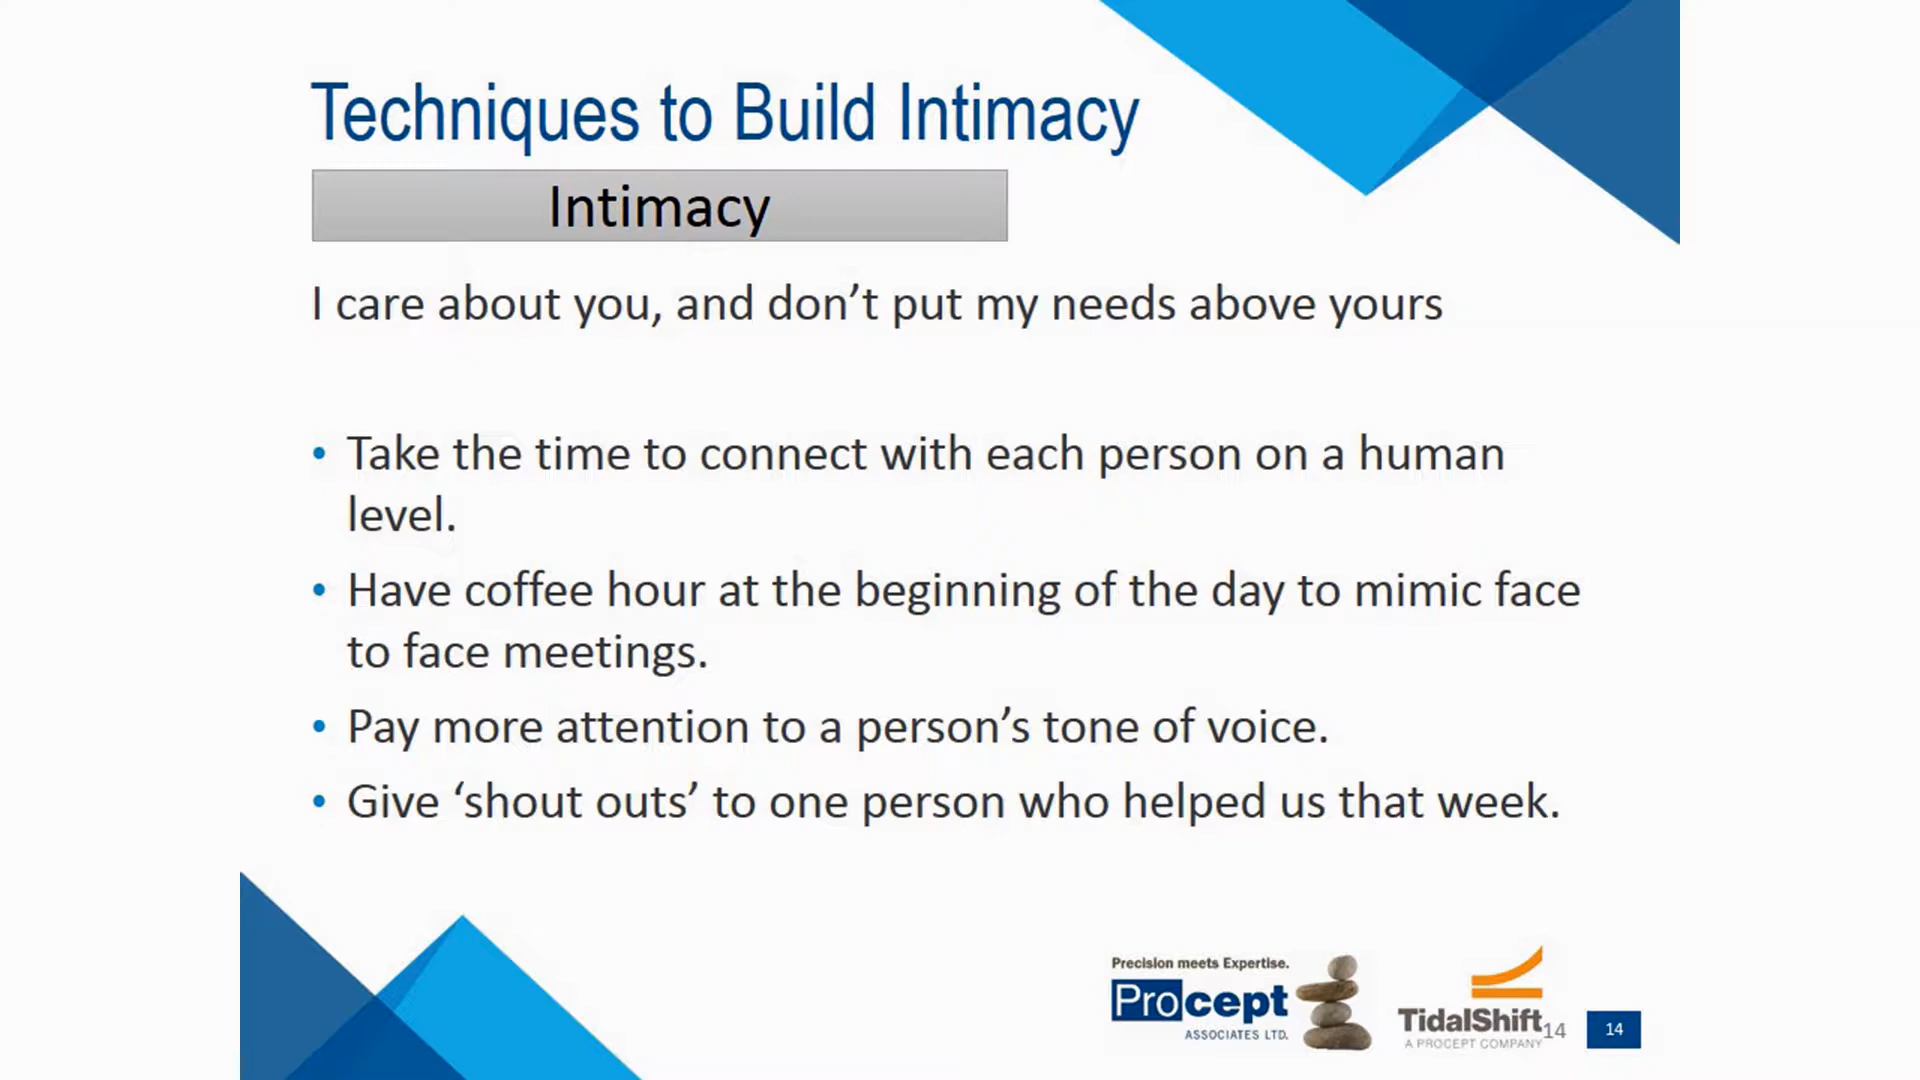 Techniques to Build Intimacy
Intimacy
I care about you, and don’t put my needs above yours
• Take the time to connect with each person on a human
level.
• Have coffee hour at the beginning of the day to mimic face
to face meetings.
• Pay more attention to a person’s tone of voice.
• Give ‘shout outs’ to one person who helped us that week.
Precision meets Expertise.
Procept
ASSOCIATES LTD.
TidalShift
A PROCEPT COMPANY
14
14